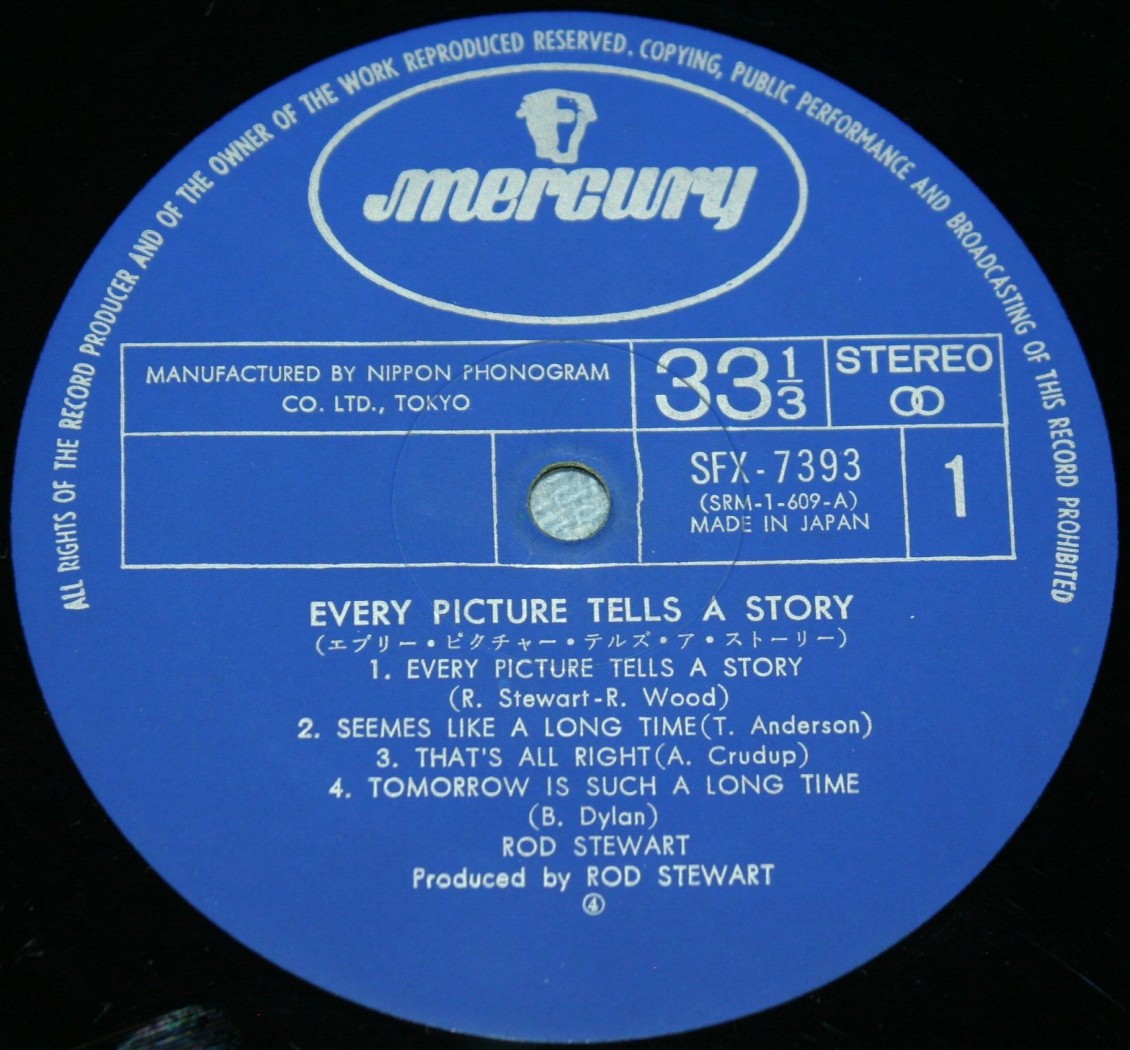 ALL RIGHTS OF THE RECORD PRODUCER AND OF THE OWNER OF THE WORK REPRODUCED RESERVED. COPYING, PUBLIC PERFORMANCE AND BROADCASTING OF THIS RECORD PROHIBITED
mercury
MANUFACTURED BY NIPPON PHONOGRAM
CO. LTD., TOKYO
33 1/3
STEREO
SFX-7393
(SRM-1-609-A)
MADE IN JAPAN
1
EVERY PICTURE TELLS A STORY
(エブリー・ピクチャー・テルズ・ア・ストーリー)
1. EVERY PICTURE TELLS A STORY
(R. Stewart-R. Wood)
2. SEEMES LIKE A LONG TIME(T. Anderson)
3. THAT'S ALL RIGHT(A. Crudup)
4. TOMORROW IS SUCH A LONG TIME
(B. Dylan)
ROD STEWART
Produced by ROD STEWART
④